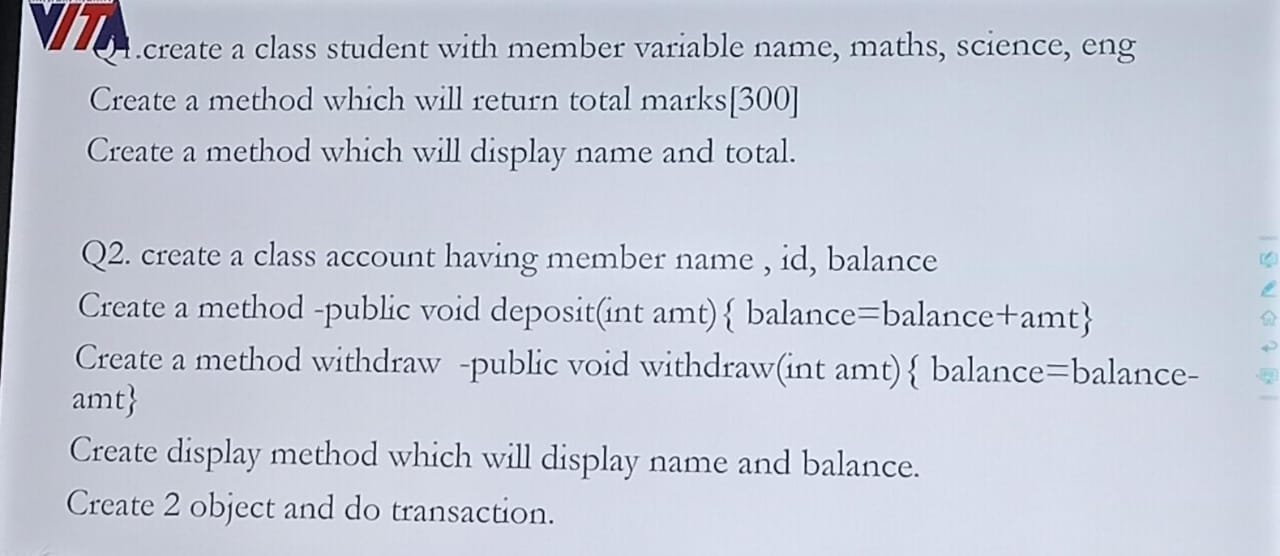 VITA
Q1.create a class student with member variable name, maths, science, eng
Create a method which will return total marks[300]
Create a method which will display name and total.
Q2. create a class account having member name , id, balance
Create a method -public void deposit(int amt){ balance=balance+amt}
Create a method withdraw -public void withdraw(int amt){ balance=balance-
amt}
Create display method which will display name and balance.
Create 2 object and do transaction.